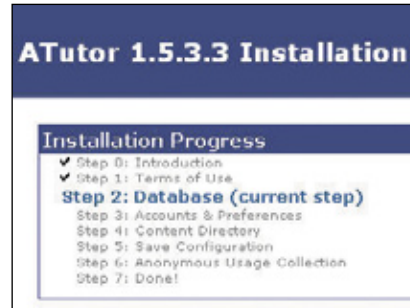 ATutor 1.5.3.3 Installation
Installation Progress
✔ Step 0: Introduction
✔ Step 1: Terms of Use
Step 2: Database (current step)
Step 3: Accounts & Preferences
Step 4: Content Directory
Step 5: Save Configuration
Step 6: Anonymous Usage Collection
Step 7: Done!